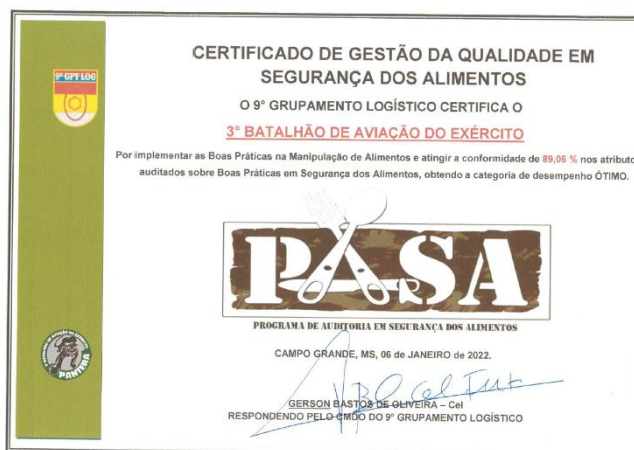 9º GPT LOG
CERTIFICADO DE GESTÃO DA QUALIDADE EM
SEGURANÇA DOS ALIMENTOS
O 9° GRUPAMENTO LOGÍSTICO CERTIFICA O
3° BATALHÃO DE AVIAÇÃO DO EXÉRCITO
Por implementar as Boas Práticas na Manipulação de Alimentos e atingir a conformidade de 89,06 % nos atributo
auditados sobre Boas Práticas em Segurança dos Alimentos, obtendo a categoria de desempenho ÓTIMO.
PASA
PROGRAMA DE AUDITORIA EM SEGURANÇA DOS ALIMENTOS
CAMPO GRANDE, MS, 06 de JANEIRO de 2022.
GERSON BASTOS DE OLIVEIRA – Cel
RESPONDENDO PELO CMDO DO 9° GRUPAMENTO LOGÍSTICO
PANTERA